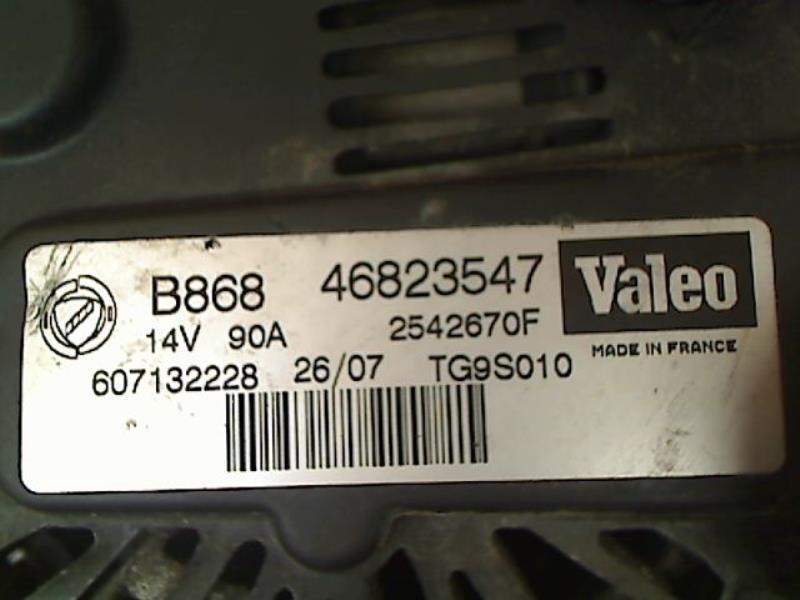 B868 46823547 Valeo
14V 90A 2542670F
MADE IN FRANCE
607132228 26/07 TG9S010